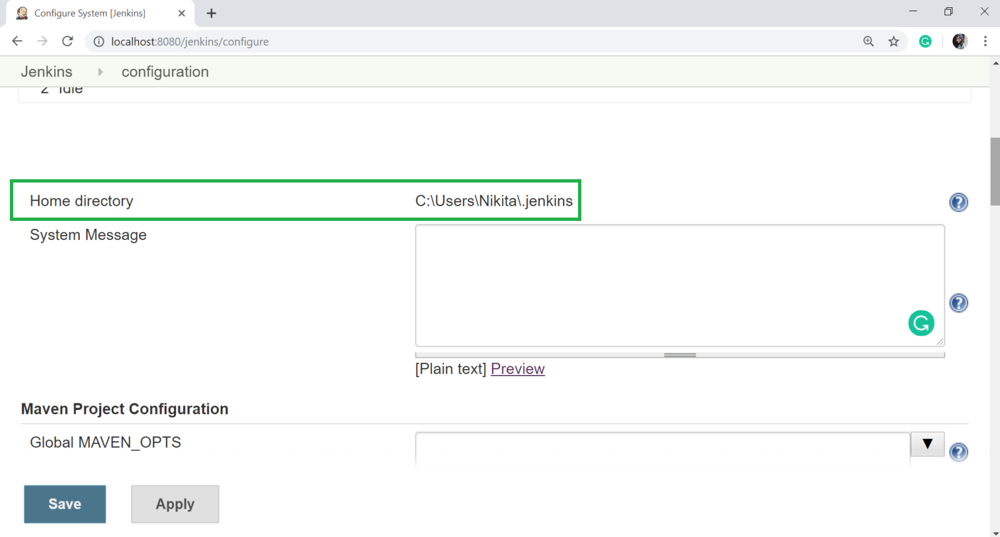 Configure System [Jenkins]
localhost:8080/jenkins/configure
Jenkins configuration
2 Idle
Home directory C:\Users\Nikita\.jenkins
System Message
[Plain text] Preview
Maven Project Configuration
Global MAVEN_OPTS
Save Apply